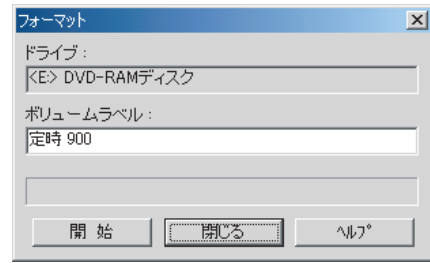 フォーマット
ドライブ：
<E:> DVD-RAMディスク
ボリュームラベル：
定時 900
開 始
閉じる
ﾍﾙﾌﾟ